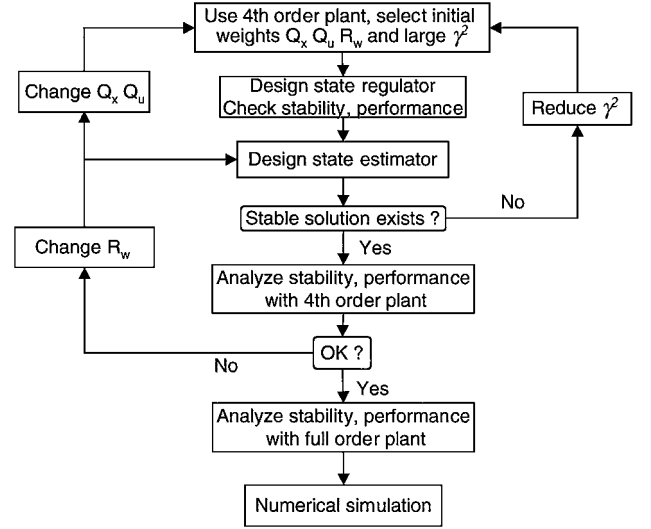 Use 4th order plant, select initial
weights Qx Qu Rw and large γ²
Change Qx Qu
Design state regulator
Check stability, performance
Reduce γ²
Design state estimator
Stable solution exists ?
No
Yes
Change Rw
Analyze stability, performance
with 4th order plant
OK ?
No
Yes
Analyze stability, performance
with full order plant
Numerical simulation